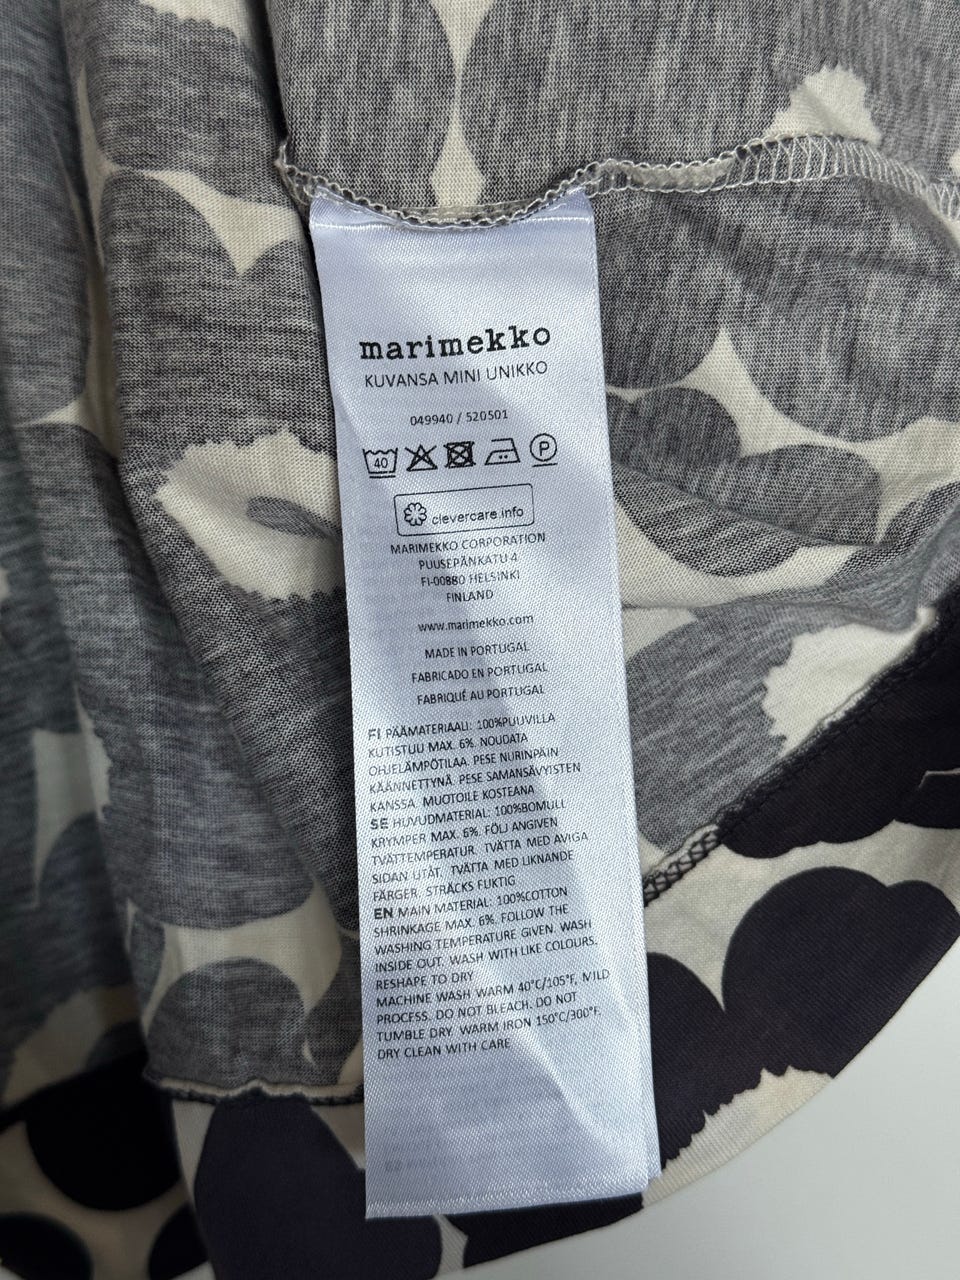 marimekko
KUVANSA MINI UNIKKO
049940 / 520501
40
P
clevercare.info
MARIMEKKO CORPORATION
PUUSEPÄNKATU 4
FI-00880 HELSINKI
FINLAND
www.marimekko.com
MADE IN PORTUGAL
FABRICADO EN PORTUGAL
FABRIQUÉ AU PORTUGAL
FI PÄÄMATERIAALI: 100%PUUVILLA
KUTISTUU MAX. 6%. NOUDATA
OHJELÄMPÖTILAA. PESE NURINPÄIN
KÄÄNNETTYNÄ. PESE SAMANSÄVYISTEN
KANSSA. MUOTOILE KOSTEANA
SE HUVUDMATERIAL: 100%BOMULL
KRYMPER MAX. 6%. FÖLJ ANGIVEN
TVÄTTEMPERATUR. TVÄTTA MED AVIGA
SIDAN UTÅT. TVÄTTA MED LIKNANDE
FÄRGER. STRÄCKS FUKTIG
EN MAIN MATERIAL: 100%COTTON
SHRINKAGE MAX. 6%. FOLLOW THE
WASHING TEMPERATURE GIVEN. WASH
INSIDE OUT. WASH WITH LIKE COLOURS.
RESHAPE TO DRY
MACHINE WASH WARM 40°C/105°F, MILD
PROCESS. DO NOT BLEACH. DO NOT
TUMBLE DRY. WARM IRON 150°C/300°F.
DRY CLEAN WITH CARE